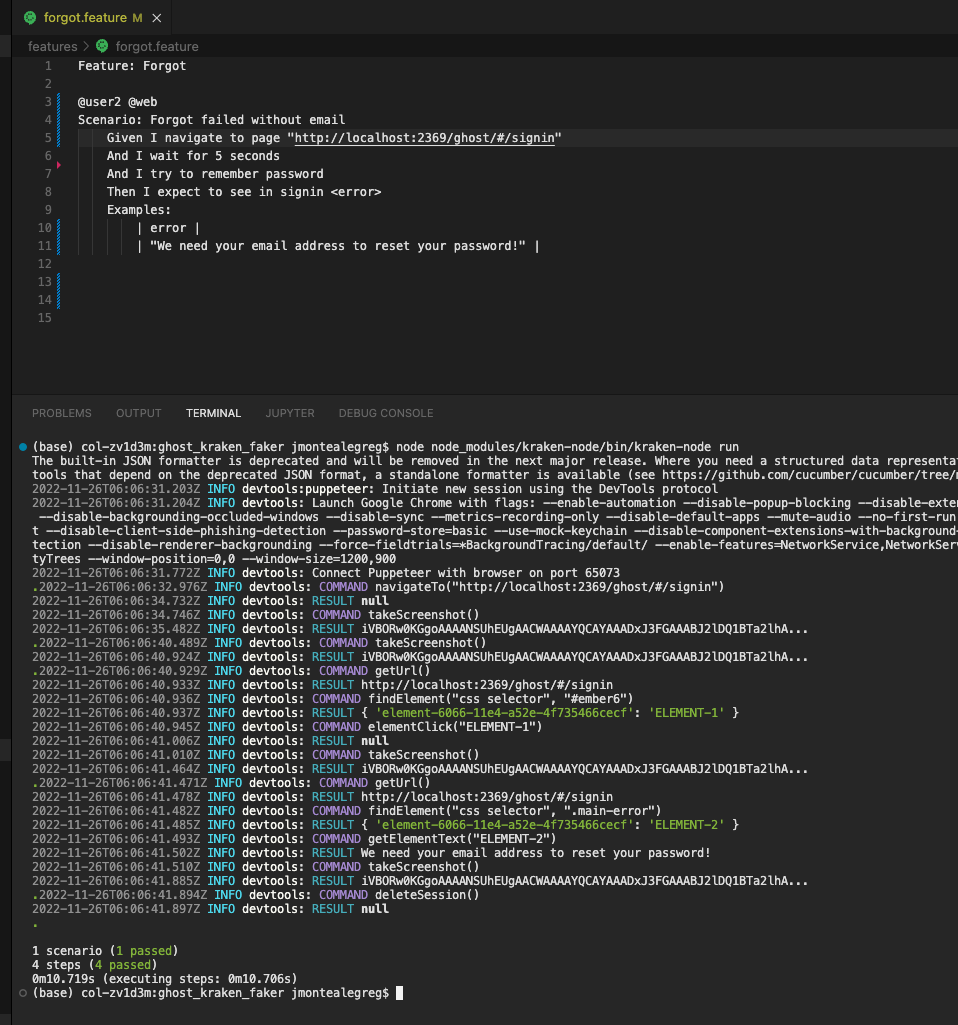 forgot.feature M
features > forgot.feature
1 Feature: Forgot
2
3 @user2 @web
4 Scenario: Forgot failed without email
5 Given I navigate to page "http://localhost:2369/ghost/#/signin"
6 And I wait for 5 seconds
7 And I try to remember password
8 Then I expect to see in signin <error>
9 Examples:
10 | error |
11 | "We need your email address to reset your password!" |
12
13
14
15
PROBLEMS OUTPUT TERMINAL JUPYTER DEBUG CONSOLE
(base) col-zv1d3m:ghost_kraken_faker jmontealegreg$ node node_modules/kraken-node/bin/kraken-node run
The built-in JSON formatter is deprecated and will be removed in the next major release. Where you need a structured data representat
tools that depend on the deprecated JSON format, a standalone formatter is available (see https://github.com/cucumber/cucumber/tree/
2022-11-26T06:06:31.203Z INFO devtools:puppeteer: Initiate new session using the DevTools protocol
2022-11-26T06:06:31.204Z INFO devtools: Launch Google Chrome with flags: --enable-automation --disable-popup-blocking --disable-exten
--disable-backgrounding-occluded-windows --disable-sync --metrics-recording-only --disable-default-apps --mute-audio --no-first-run
t --disable-client-side-phishing-detection --password-store=basic --use-mock-keychain --disable-component-extensions-with-background-
tection --disable-renderer-backgrounding --force-fieldtrials=*BackgroundTracing/default/ --enable-features=NetworkService,NetworkServ
tyTrees --window-position=0,0 --window-size=1200,900
2022-11-26T06:06:31.772Z INFO devtools: Connect Puppeteer with browser on port 65073
.2022-11-26T06:06:32.976Z INFO devtools: COMMAND navigateTo("http://localhost:2369/ghost/#/signin")
2022-11-26T06:06:34.732Z INFO devtools: RESULT null
2022-11-26T06:06:34.746Z INFO devtools: COMMAND takeScreenshot()
2022-11-26T06:06:35.482Z INFO devtools: RESULT iVBORw0KGgoAAAANSUhEUgAACWAAAAYQCAYAAADxJ3FGAAABJ2lDQ1BTa2lhA...
.2022-11-26T06:06:40.489Z INFO devtools: COMMAND takeScreenshot()
2022-11-26T06:06:40.924Z INFO devtools: RESULT iVBORw0KGgoAAAANSUhEUgAACWAAAAYQCAYAAADxJ3FGAAABJ2lDQ1BTa2lhA...
.2022-11-26T06:06:40.929Z INFO devtools: COMMAND getUrl()
2022-11-26T06:06:40.933Z INFO devtools: RESULT http://localhost:2369/ghost/#/signin
2022-11-26T06:06:40.936Z INFO devtools: COMMAND findElement("css selector", "#ember6")
2022-11-26T06:06:40.937Z INFO devtools: RESULT { 'element-6066-11e4-a52e-4f735466cecf': 'ELEMENT-1' }
2022-11-26T06:06:40.945Z INFO devtools: COMMAND elementClick("ELEMENT-1")
2022-11-26T06:06:41.006Z INFO devtools: RESULT null
2022-11-26T06:06:41.010Z INFO devtools: COMMAND takeScreenshot()
2022-11-26T06:06:41.464Z INFO devtools: RESULT iVBORw0KGgoAAAANSUhEUgAACWAAAAYQCAYAAADxJ3FGAAABJ2lDQ1BTa2lhA...
.2022-11-26T06:06:41.471Z INFO devtools: COMMAND getUrl()
2022-11-26T06:06:41.478Z INFO devtools: RESULT http://localhost:2369/ghost/#/signin
2022-11-26T06:06:41.482Z INFO devtools: COMMAND findElement("css selector", ".main-error")
2022-11-26T06:06:41.485Z INFO devtools: RESULT { 'element-6066-11e4-a52e-4f735466cecf': 'ELEMENT-2' }
2022-11-26T06:06:41.493Z INFO devtools: COMMAND getElementText("ELEMENT-2")
2022-11-26T06:06:41.502Z INFO devtools: RESULT We need your email address to reset your password!
2022-11-26T06:06:41.510Z INFO devtools: COMMAND takeScreenshot()
2022-11-26T06:06:41.885Z INFO devtools: RESULT iVBORw0KGgoAAAANSUhEUgAACWAAAAYQCAYAAADxJ3FGAAABJ2lDQ1BTa2lhA...
.2022-11-26T06:06:41.894Z INFO devtools: COMMAND deleteSession()
2022-11-26T06:06:41.897Z INFO devtools: RESULT null
.
1 scenario (1 passed)
4 steps (4 passed)
0m10.719s (executing steps: 0m10.706s)
(base) col-zv1d3m:ghost_kraken_faker jmontealegreg$